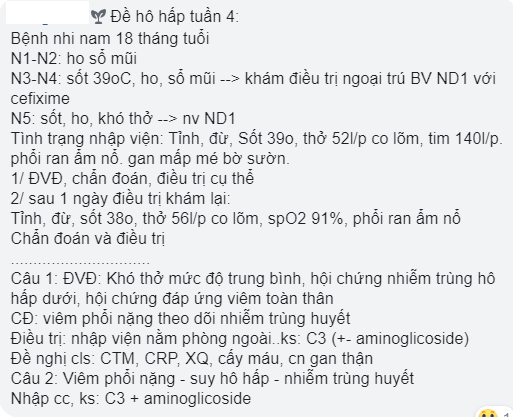 Đề hô hấp tuần 4:
Bệnh nhi nam 18 tháng tuổi
N1-N2: ho sổ mũi
N3-N4: sốt 39oC, ho, sổ mũi --> khám điều trị ngoại trú BV ND1 với
cefixime
N5: sốt, ho, khó thở --> nv ND1
Tình trạng nhập viện: Tỉnh, đừ, Sốt 39o, thở 52l/p co lõm, tim 140l/p.
phổi ran ẩm nổ. gan mấp mé bờ sườn.
1/ ĐVĐ, chẩn đoán, điều trị cụ thể
2/ sau 1 ngày điều trị khám lại:
Tỉnh, đừ, sốt 38o, thở 56l/p co lõm, spO2 91%, phổi ran ẩm nổ
Chẩn đoán và điều trị
...............................
Câu 1: ĐVĐ: Khó thở mức độ trung bình, hội chứng nhiễm trùng hô
hấp dưới, hội chứng đáp ứng viêm toàn thân
CĐ: viêm phổi nặng theo dõi nhiễm trùng huyết
Điều trị: nhập viện nằm phòng ngoài..ks: C3 (+- aminoglicoside)
Đề nghị cls: CTM, CRP, XQ, cấy máu, cn gan thận
Câu 2: Viêm phổi nặng - suy hô hấp - nhiễm trùng huyết
Nhập cc, ks: C3 + aminoglicoside